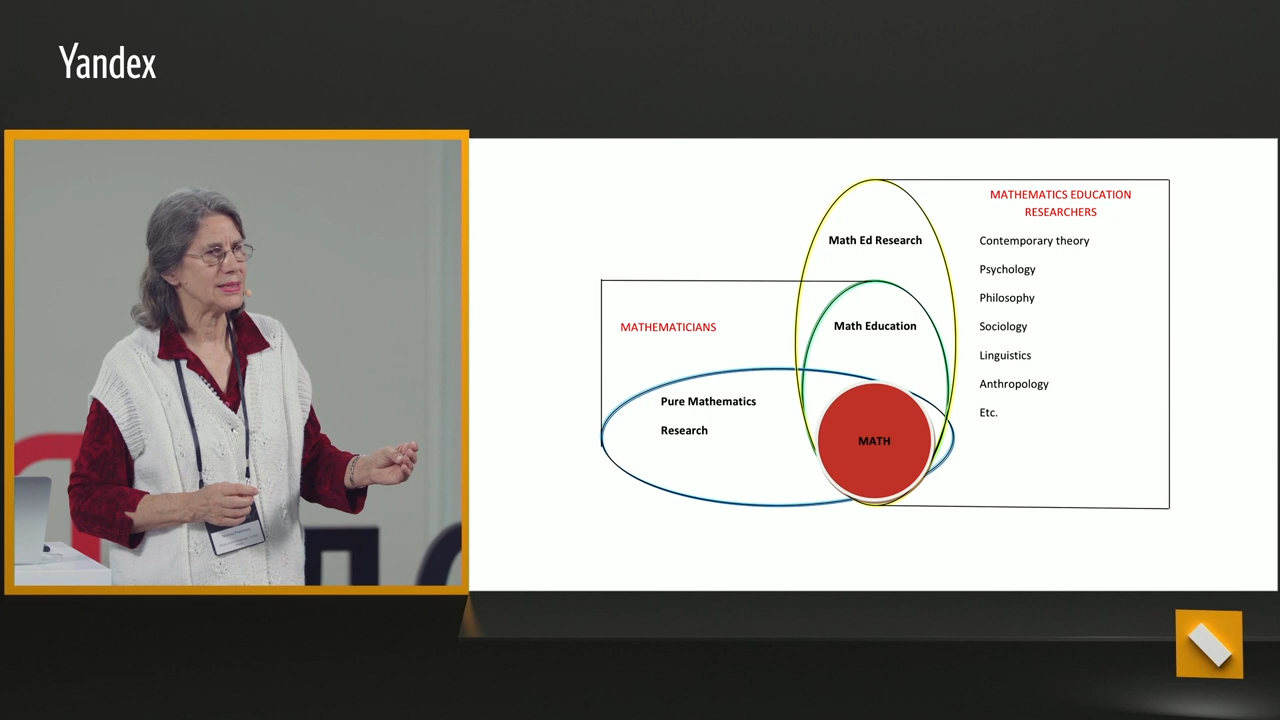 Yandex
MATHEMATICS EDUCATION
RESEARCHERS
Math Ed Research
Contemporary theory
Psychology
Philosophy
MATHEMATICIANS
Math Education
Sociology
Linguistics
Anthropology
Pure Mathematics
Etc.
Research
MATH